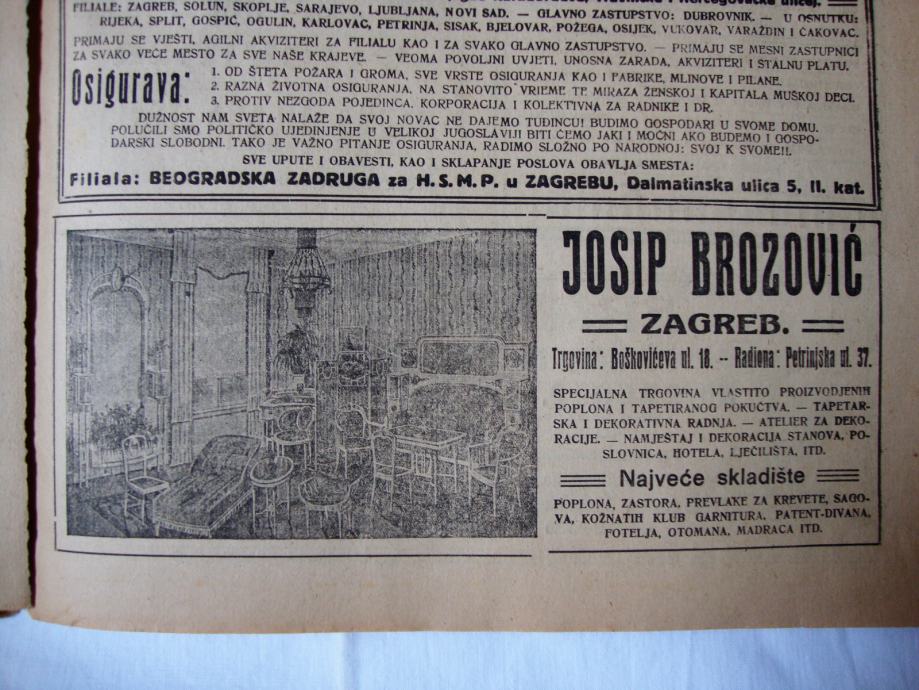 FILIALE: ZAGREB, SOLUN, SKOPLJE, SARAJEVO, LJUBLJANA, NOVI SAD. — GLAVNO ZASTUPSTVO: DUBROVNIK. — U OSNUTKU:
RIJEKA, SPLIT, GOSPIĆ, OGULIN, KARLOVAC, PETRINJA, SISAK, BJELOVAR, POŽEGA, OSIJEK, VUKOVAR, VARAŽDIN I ČAKOVAC.
PRIMAJU SE VJEŠTI, AGILNI AKVIZITERI ZA FILIALU KAO I ZA SVAKO GLAVNO ZASTUPSTVO. — PRIMAJU SE MESNI ZASTUPNICI
ZA SVAKO VEĆE MESTO ZA SVE NAŠE KRAJEVE. — VEOMA POVOLJNI UVJETI, UNOSNA ZARADA, AKVIZITERI I STALNU PLATU.
Osigurava:
1. OD ŠTETA POŽARA I GROMA, SVE VRSTE OSIGURANJA KAO I FABRIKE, MLINOVE I PILANE.
2. RAZNA ŽIVOTNA OSIGURANJA, NA STANOVITO VRIJEME TE MIRAZA ŽENSKOJ I KAPITALA MUŠKOJ DECI.
3. PROTIV NEZGODA POJEDINCA, KORPORACIJA I KOLEKTIVNA ZA RADNIKE I DR.
DUŽNOST NAM SVETA NALAŽE DA SVOJ NOVAC NE DAJEMO TUĐINCU! BUDIMO GOSPODARI U SVOME DOMU.
POLUČILI SMO POLITIČKO UJEDINJENJE U VELIKOJ JUGOSLAVIJI BITI ĆEMO JAKI I MOĆNI AKO BUDEMO I GOSPO-
DARSKI SLOBODNI. TAKO JE VAŽNO PITANJE OSIGURANJA, RADIMO SLOŽNO PO NARODNOJ: SVOJ K SVOME!!.
SVE UPUTE I OBAVESTI, KAO I SKLAPANJE POSLOVA OBAVLJA SMESTA:
Filiala: BEOGRADSKA ZADRUGA za H.S.M.P. u ZAGREBU, Dalmatinska ulica 5, II. kat.
JOSIP BROZOVIĆ
ZAGREB.
Trgovina: Boškovićeva ul. 18. -- Radiona: Petrinjska ul. 37.
SPECIJALNA TRGOVINA VLASTITO PROIZVODJENIH
POPLONA I TAPETIRANOG POKUĆTVA. — TAPETAR-
SKA I DEKORATIVNA RADNJA. — ATELIER ZA DEKO-
RACIJE. — NAMJEŠTAJ I DEKORACIJA STANOVA, PO-
SLOVNICA, HOTELA, LJEČILIŠTA, ITD.
Najveće skladište
POPLONA, ZASTORA, PREVLAKE ZA KREVETE, SAGO-
VA, KOŽNATIH KLUB GARNITURA, PATENT-DIVANA,
FOTELJA, OTOMANA, MADRACA ITD.